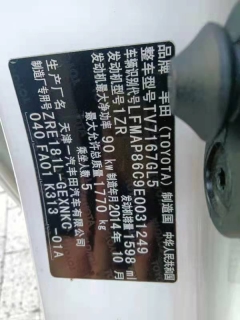 品牌 丰田 (TOYOTA) 制造国 中华人民共和国
整车型号 TV7167GL5
车辆识别代号 LFMAP86C9E0031249
发动机型号 1ZR 发动机排量 1598 ml
发动机最大净功率 90 kw 制造年月 2014年10月
最大允许总质量 1770 kg
乘坐人数 5
生产厂名 天津一汽丰田汽车有限公司
制造厂专用号 ZRE181L-GEXNKC
040 FA01 K313 -01A